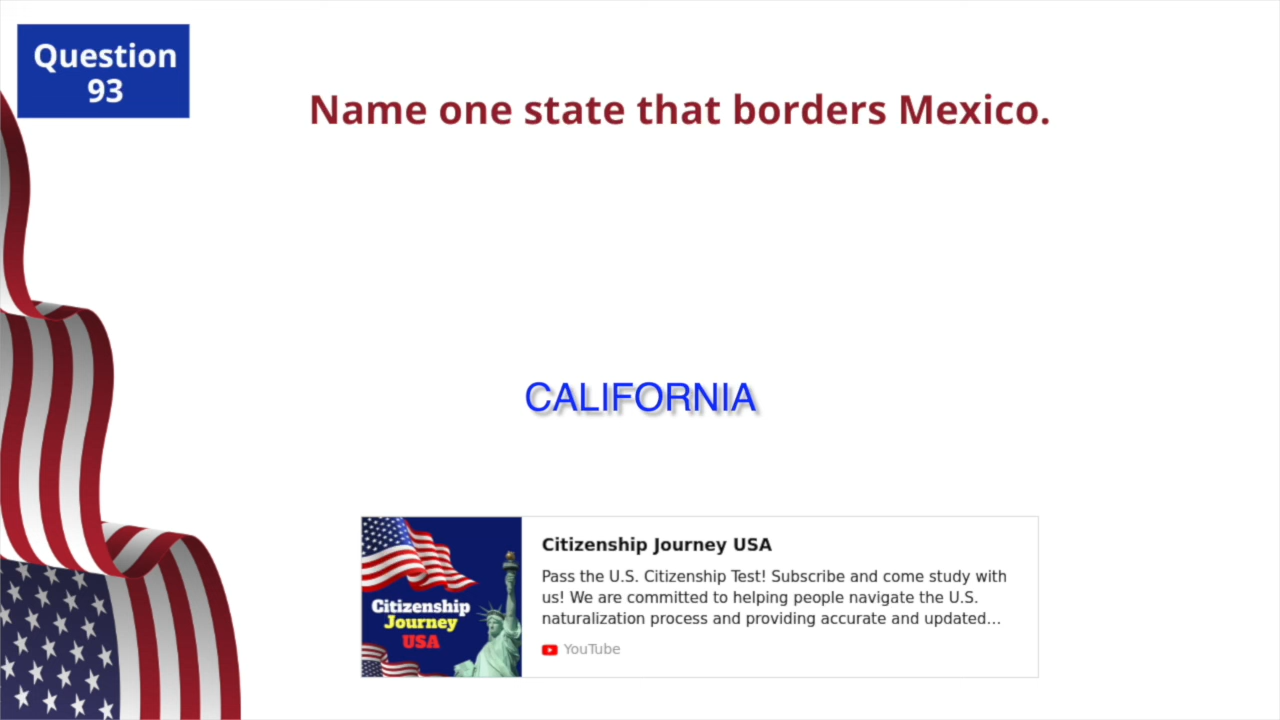 Question
93
Name one state that borders Mexico.
CALIFORNIA
Citizenship
Journey
USA
Citizenship Journey USA
Pass the U.S. Citizenship Test! Subscribe and come study with
us! We are committed to helping people navigate the U.S.
naturalization process and providing accurate and updated...
YouTube